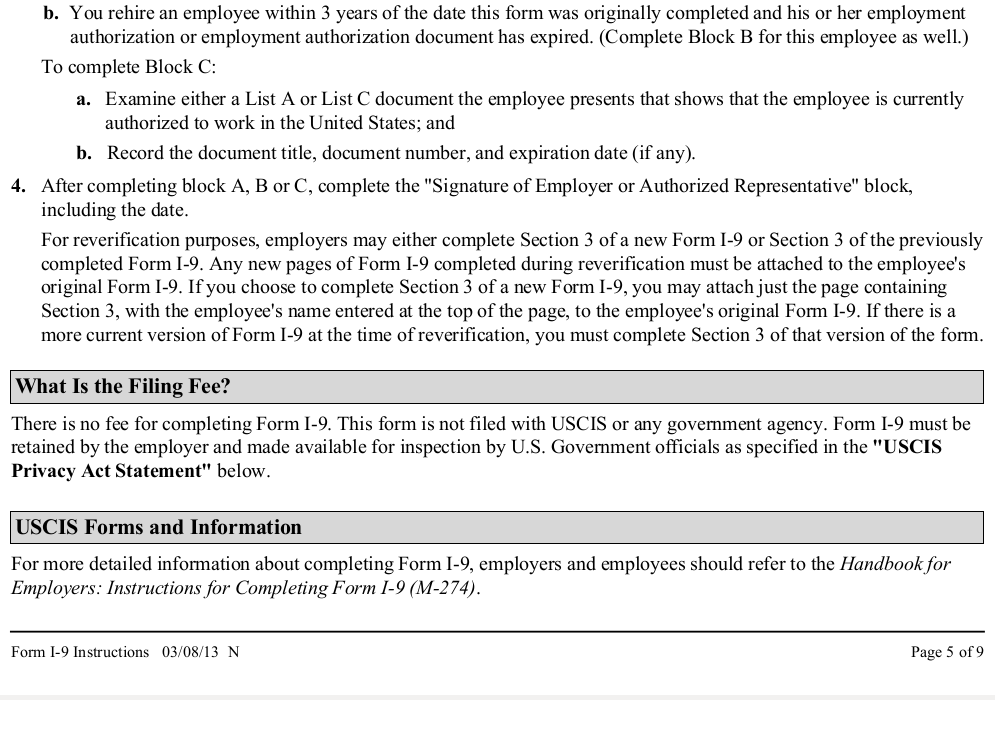 b. You rehire an employee within 3 years of the date this form was originally completed and his or her employment
authorization or employment authorization document has expired. (Complete Block B for this employee as well.)
To complete Block C:
a. Examine either a List A or List C document the employee presents that shows that the employee is currently
authorized to work in the United States; and
b. Record the document title, document number, and expiration date (if any).
4. After completing block A, B or C, complete the "Signature of Employer or Authorized Representative" block,
including the date.
For reverification purposes, employers may either complete Section 3 of a new Form I-9 or Section 3 of the previously
completed Form I-9. Any new pages of Form I-9 completed during reverification must be attached to the employee's
original Form I-9. If you choose to complete Section 3 of a new Form I-9, you may attach just the page containing
Section 3, with the employee's name entered at the top of the page, to the employee's original Form I-9. If there is a
more current version of Form I-9 at the time of reverification, you must complete Section 3 of that version of the form.
What Is the Filing Fee?
There is no fee for completing Form I-9. This form is not filed with USCIS or any government agency. Form I-9 must be
retained by the employer and made available for inspection by U.S. Government officials as specified in the "USCIS
Privacy Act Statement" below.
USCIS Forms and Information
For more detailed information about completing Form I-9, employers and employees should refer to the Handbook for
Employers: Instructions for Completing Form I-9 (M-274).
Form I-9 Instructions 03/08/13 N
Page 5 of 9